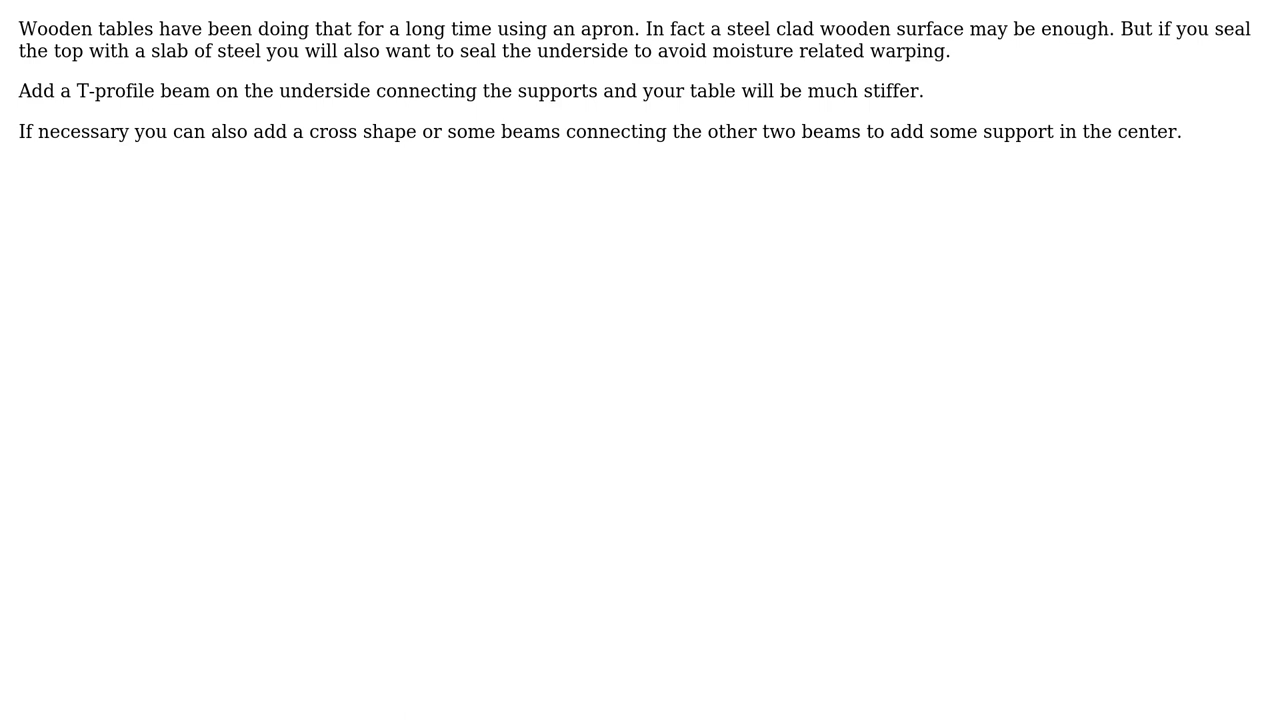 Wooden tables have been doing that for a long time using an apron. In fact a steel clad wooden surface may be enough. But if you seal
the top with a slab of steel you will also want to seal the underside to avoid moisture related warping.
Add a T-profile beam on the underside connecting the supports and your table will be much stiffer.
If necessary you can also add a cross shape or some beams connecting the other two beams to add some support in the center.